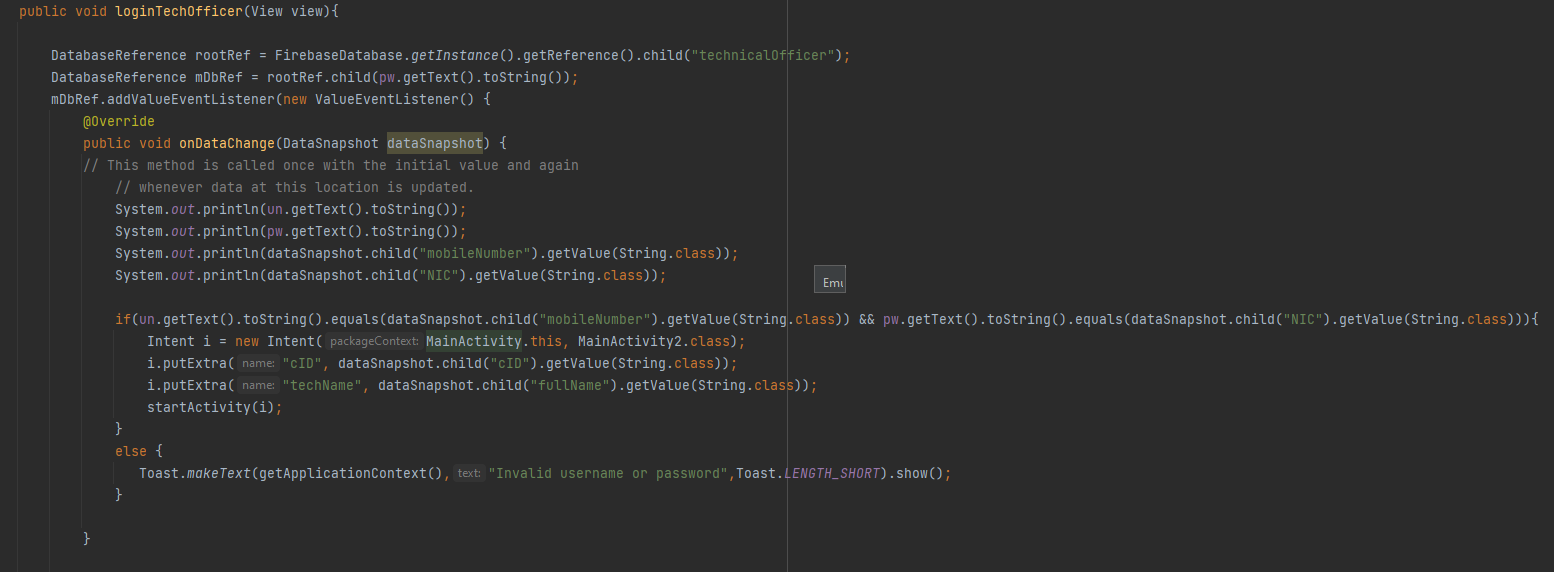 public void loginTechOfficer(View view){
DatabaseReference rootRef = FirebaseDatabase.getInstance().getReference().child("technicalOfficer");
DatabaseReference mDbRef = rootRef.child(pw.getText().toString());
mDbRef.addValueEventListener(new ValueEventListener() {
@Override
public void onDataChange(DataSnapshot dataSnapshot) {
// This method is called once with the initial value and again
// whenever data at this location is updated.
System.out.println(un.getText().toString());
System.out.println(pw.getText().toString());
System.out.println(dataSnapshot.child("mobileNumber").getValue(String.class));
System.out.println(dataSnapshot.child("NIC").getValue(String.class));
Emu
if(un.getText().toString().equals(dataSnapshot.child("mobileNumber").getValue(String.class)) && pw.getText().toString().equals(dataSnapshot.child("NIC").getValue(String.class))){
Intent i = new Intent( packageContext: MainActivity.this, MainActivity2.class);
i.putExtra( name: "cID", dataSnapshot.child("cID").getValue(String.class));
i.putExtra( name: "techName", dataSnapshot.child("fullName").getValue(String.class));
startActivity(i);
}
else {
Toast.makeText(getApplicationContext(), text: "Invalid username or password",Toast.LENGTH_SHORT).show();
}
}